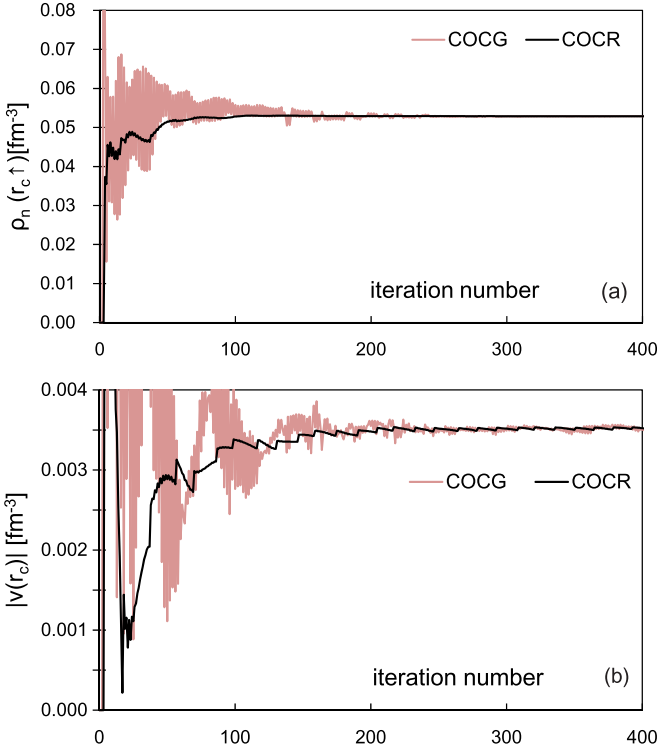 0.08
COCG COCR
0.07
0.06
0.05
0.04
0.03
0.02
0.01
0.00
ρn (rc↑)[fm-3]
iteration number (a)
0 100 200 300 400
0.004
0.003
0.002
0.001
0.000
|ν(rc)| [fm-3]
COCG COCR
iteration number (b)
0 100 200 300 400